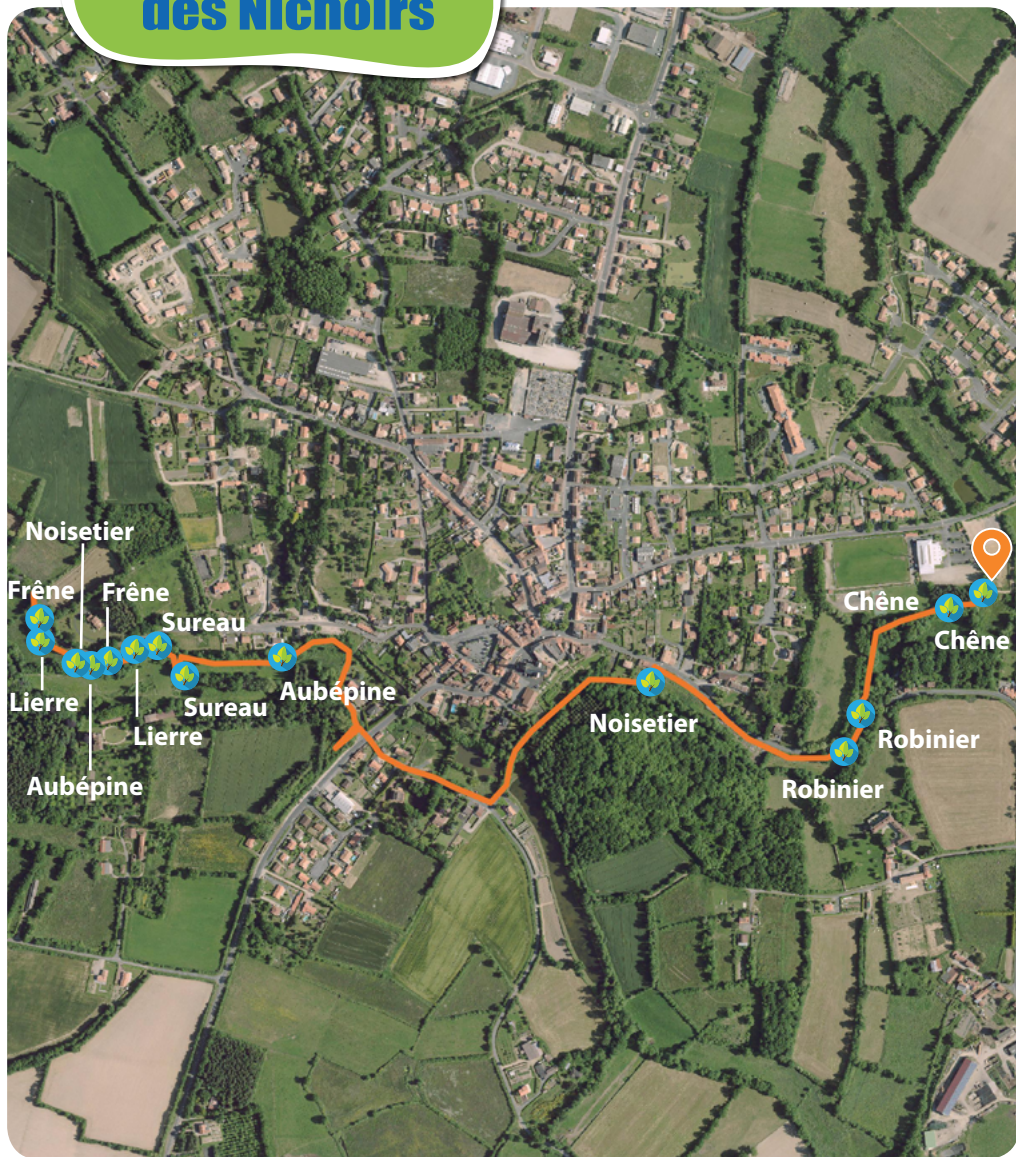 des Nichoirs
Noisetier
Frêne
Frêne
Sureau
Lierre
Sureau
Aubépine
Lierre
Aubépine
Noisetier
Chêne
Chêne
Robinier
Robinier